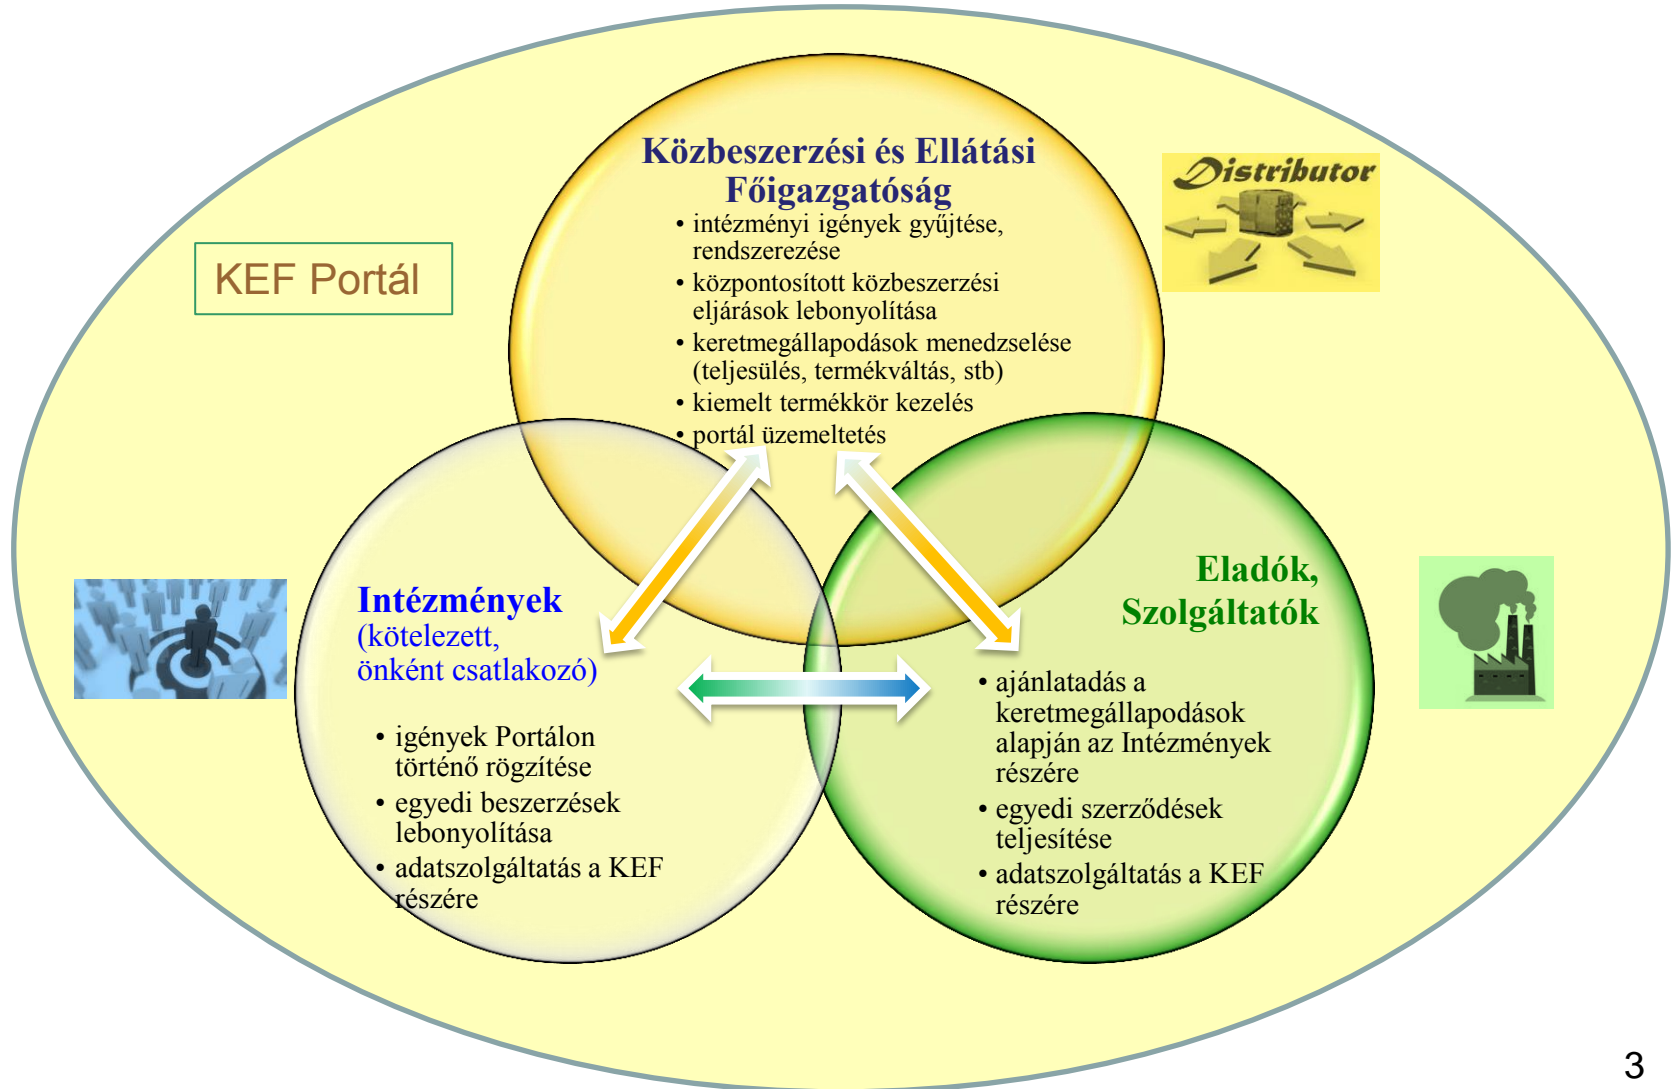 Közbeszerzési és Ellátási
Főigazgatóság
• intézményi igények gyűjtése,
rendszerezése
• központosított közbeszerzési
eljárások lebonyolítása
• keretmegállapodások menedzselése
(teljesülés, termékváltás, stb)
• kiemelt termékkör kezelés
• portál üzemeltetés
Distributor
KEF Portál
Intézmények
(kötelezett,
önként csatlakozó)
• igények Portálon
történő rögzítése
• egyedi beszerzések
lebonyolítása
• adatszolgáltatás a KEF
részére
Eladók,
Szolgáltatók
• ajánlatadás a
keretmegállapodások
alapján az Intézmények
részére
• egyedi szerződések
teljesítése
• adatszolgáltatás a KEF
részére
3